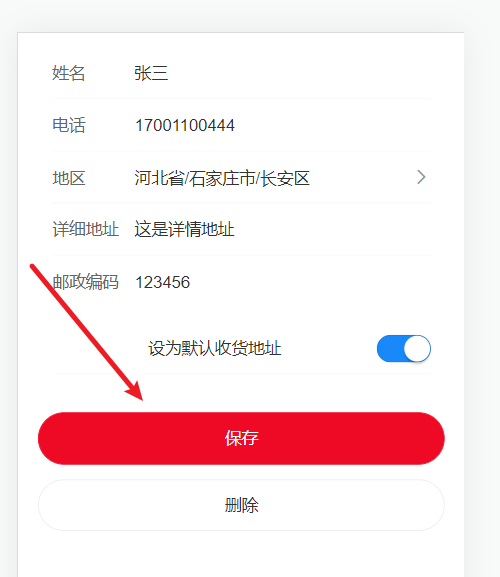 姓名 张三
电话 17001100444
地区 河北省/石家庄市/长安区
详细地址 这是详情地址
邮政编码 123456
设为默认收货地址
保存
删除